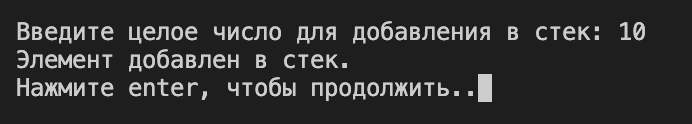 Введите целое число для добавления в стек: 10
Элемент добавлен в стек.
Нажмите enter, чтобы продолжить..